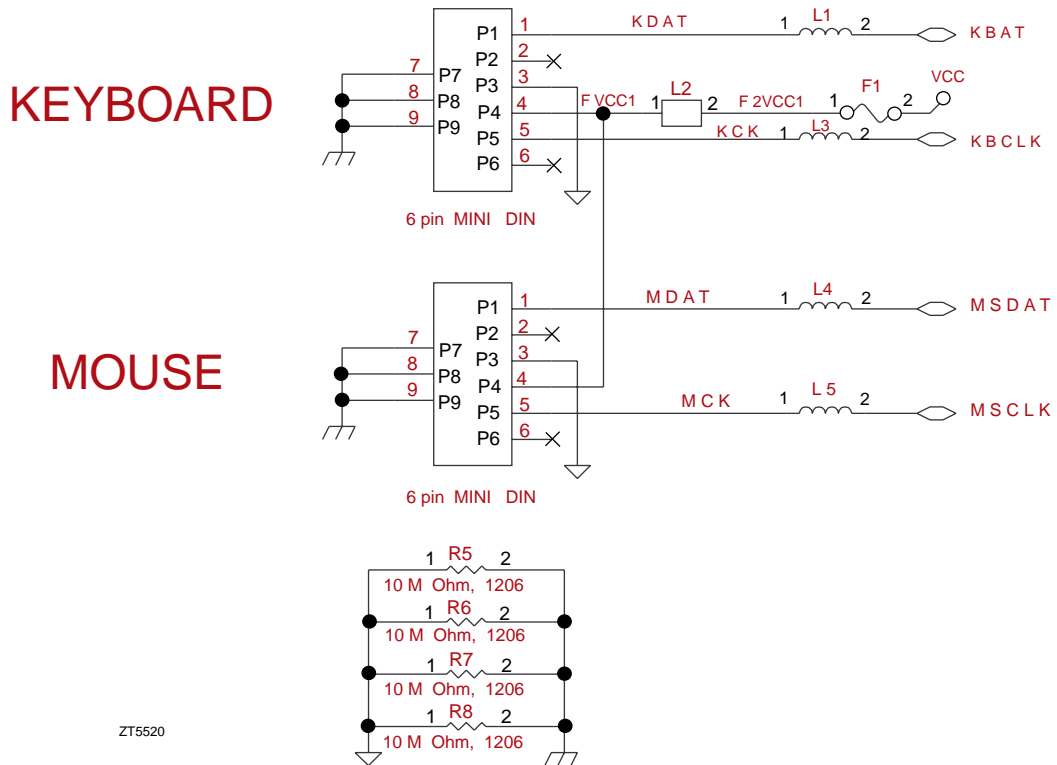 1 KDAT 1 L1 2 KBAT
P1
2
P2
7 P7 3 P3
KEYBOARD
8 P8 4 P4 FVCC1 1 L2 2 F2VCC1 1 F1 2 VCC
9 P9 5 P5 KCK 1 L3 2 KBCLK
6 P6
6 pin MINI DIN
1 MDAT 1 L4 2 MSDAT
P1
2
P2
7 P7 3 P3
MOUSE
8 P8 4 P4
9 P9 5 P5 MCK 1 L5 2 MSCLK
6 P6
6 pin MINI DIN
1 R5 2
10 M Ohm, 1206
1 R6 2
10 M Ohm, 1206
1 R7 2
10 M Ohm, 1206
1 R8 2
10 M Ohm, 1206
ZT5520